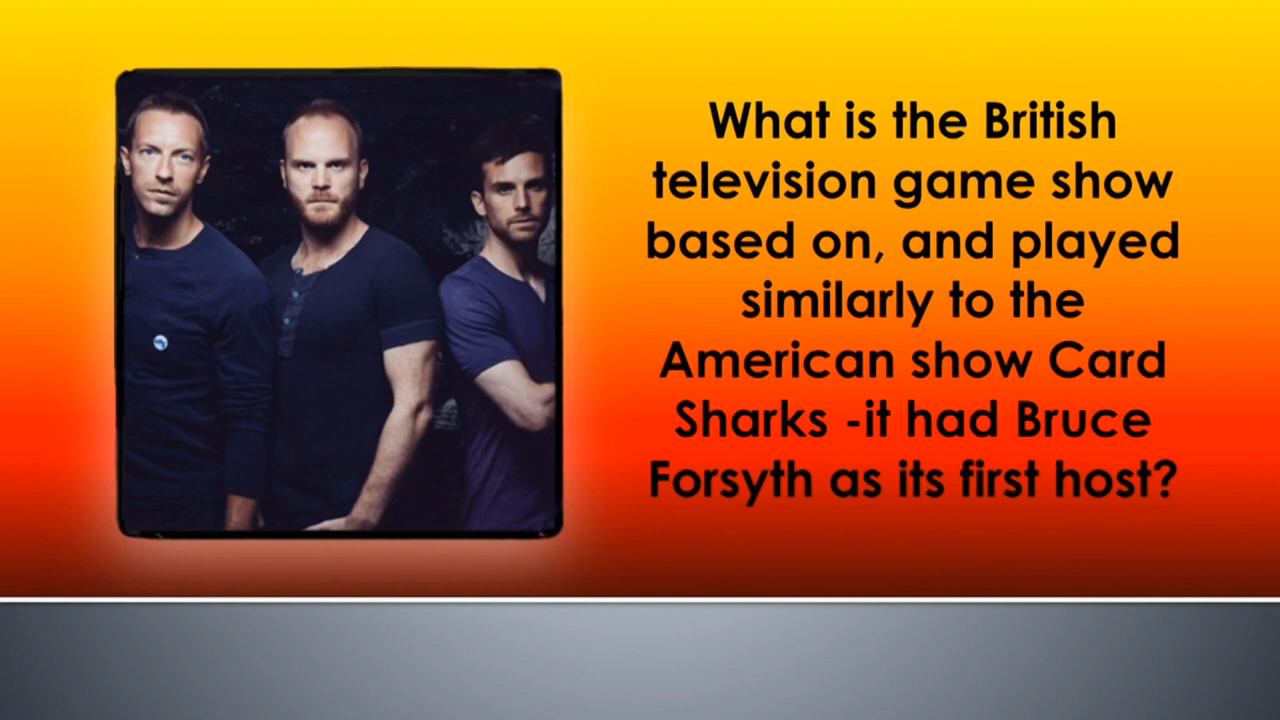 What is the British
television game show
based on, and played
similarly to the
American show Card
Sharks -it had Bruce
Forsyth as its first host?